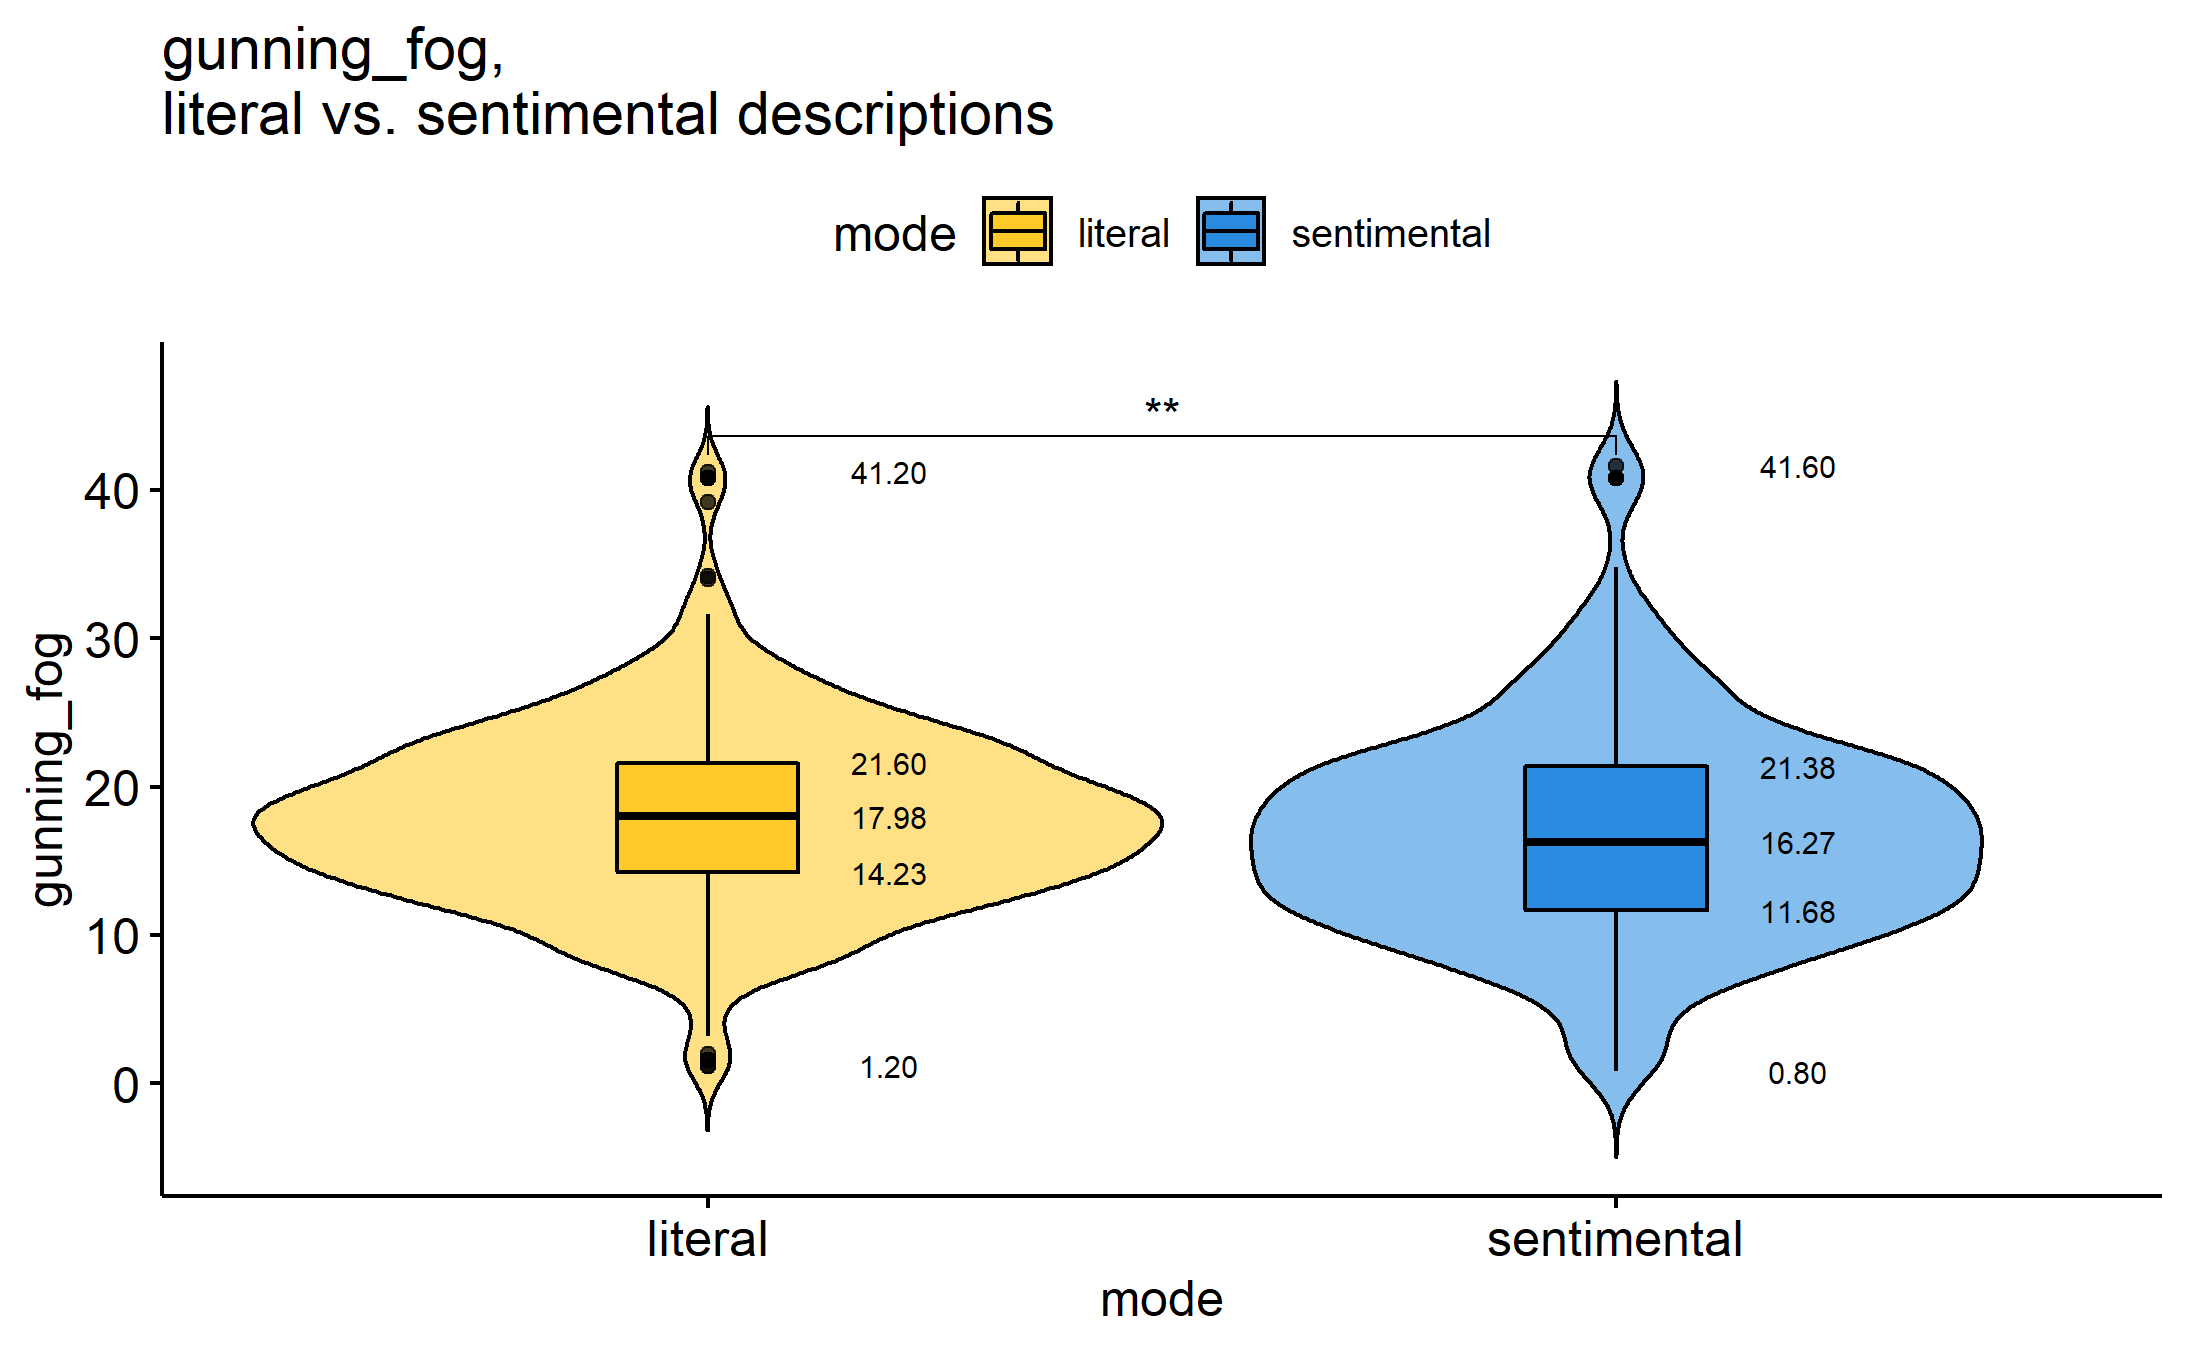 gunning_fog,
literal vs. sentimental descriptions
mode literal sentimental
**
41.20 41.60
40
30
gunning_fog
21.60 21.38
20
17.98 16.27
14.23 11.68
10
1.20 0.80
0
literal sentimental
mode